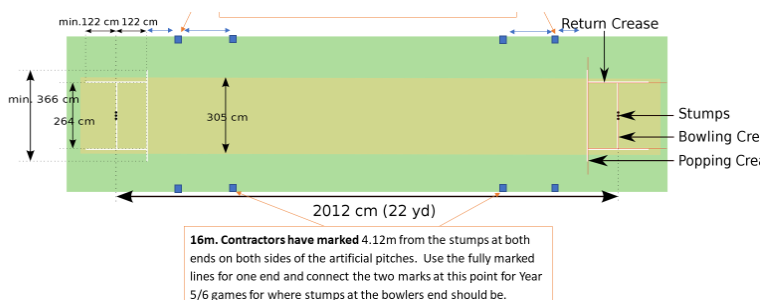 min.122 cm 122 cm
Return Crease
min. 366 cm
264 cm
305 cm
Stumps
Bowling Cre
Popping Crea
2012 cm (22 yd)
16m. Contractors have marked 4.12m from the stumps at both
ends on both sides of the artificial pitches. Use the fully marked
lines for one end and connect the two marks at this point for Year
5/6 games for where stumps at the bowlers end should be.